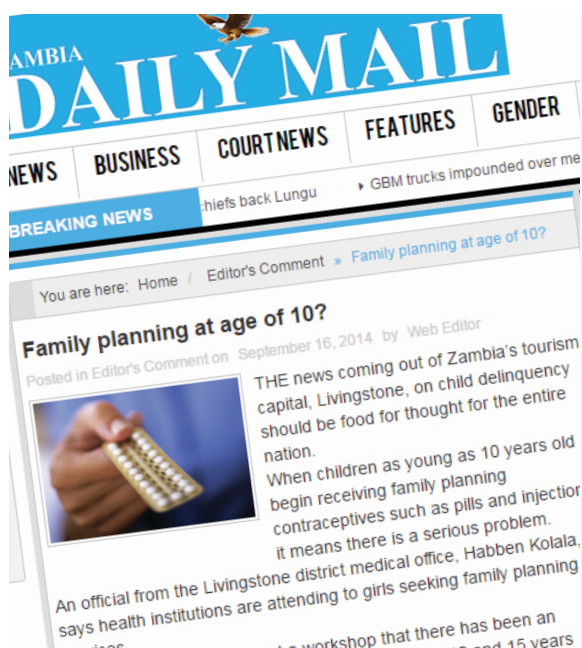 AMBIA
DAILY MAIL
NEWS BUSINESS COURT NEWS FEATURES GENDER
BREAKING NEWS :hiefs back Lungu GBM trucks impounded over me
You are here: Home / Editor's Comment » Family planning at age of 10?
Family planning at age of 10?
Posted in Editor's Comment on September 16, 2014 by Web Editor
THE news coming out of Zambia's tourism
capital, Livingstone, on child delinquency
should be food for thought for the entire
nation.
When children as young as 10 years old
begin receiving family planning
contraceptives such as pills and injection
it means there is a serious problem.
An official from the Livingstone district medical office, Habben Kolala,
says health institutions are attending to girls seeking family planning
workshop that there has been an
and 15 years